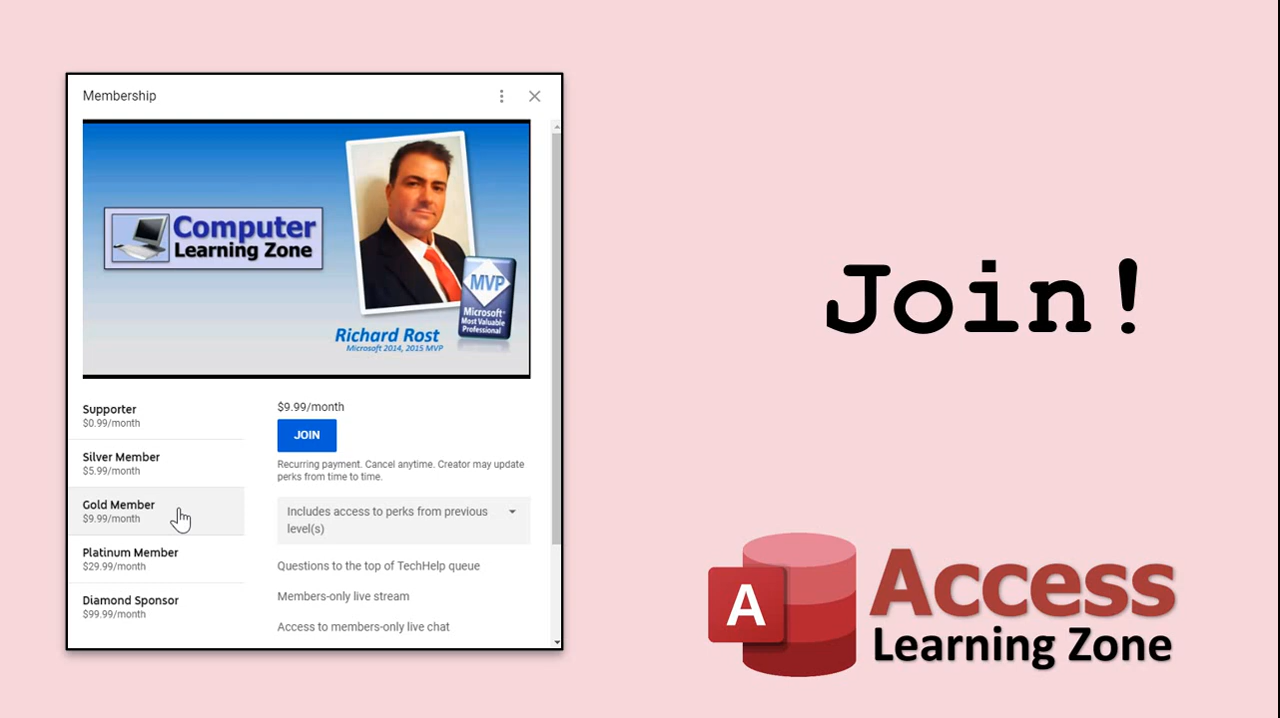 Membership
Computer
Learning Zone
MVP
Microsoft®
Most Valuable
Professional
Richard Rost
Microsoft 2014, 2015 MVP
Supporter
$0.99/month
Silver Member
$5.99/month
Gold Member
$9.99/month
Platinum Member
$29.99/month
Diamond Sponsor
$99.99/month
$9.99/month
JOIN
Recurring payment. Cancel anytime. Creator may update
perks from time to time.
Includes access to perks from previous
level(s)
Questions to the top of TechHelp queue
Members-only live stream
Access to members-only live chat
Join!
A
Access
Learning Zone